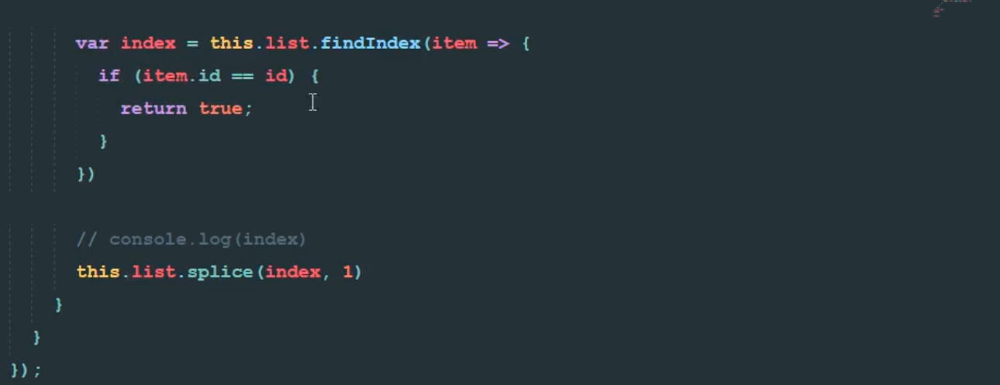 var index = this.list.findIndex(item => {
if (item.id == id) {
return true;
}
})
// console.log(index)
this.list.splice(index, 1)
}
}
});